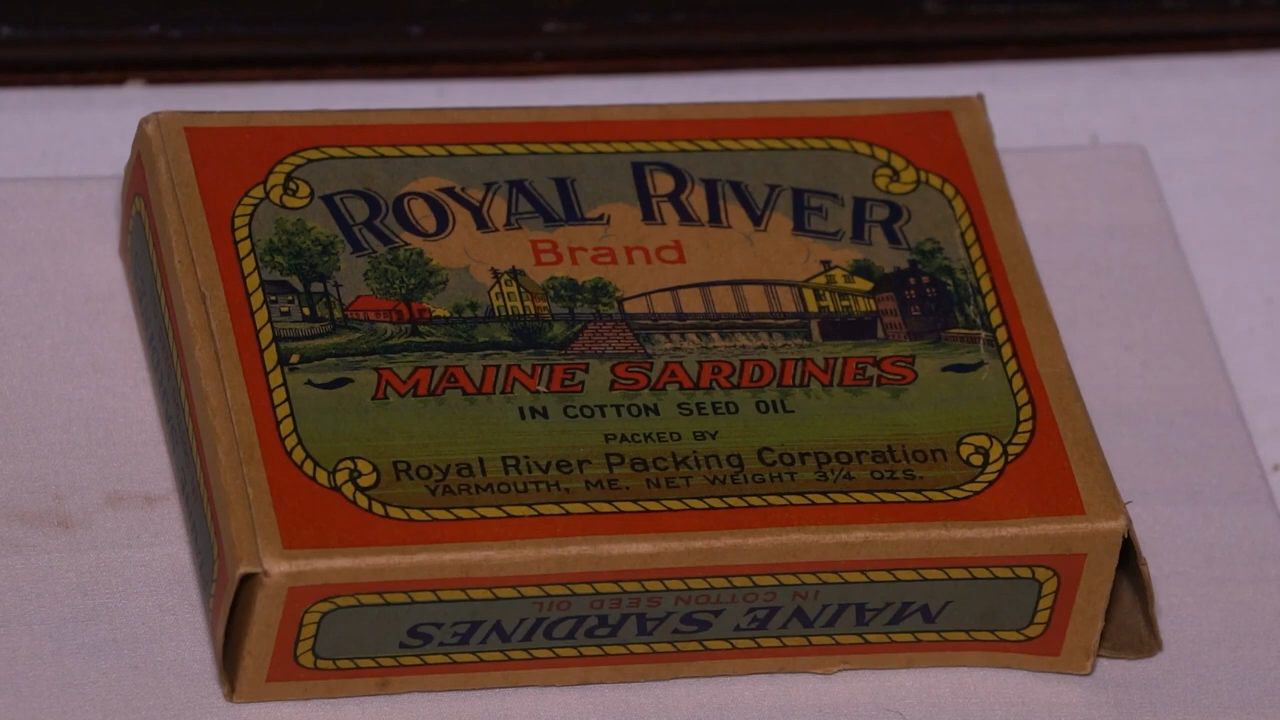 ROYAL RIVER
Brand
MAINE SARDINES
IN COTTON SEED OIL
PACKED BY
Royal River Packing Corporation
YARMOUTH, ME. NET WEIGHT 3¼ OZS.
MAINE SARDINES
IN COTTON SEED OIL